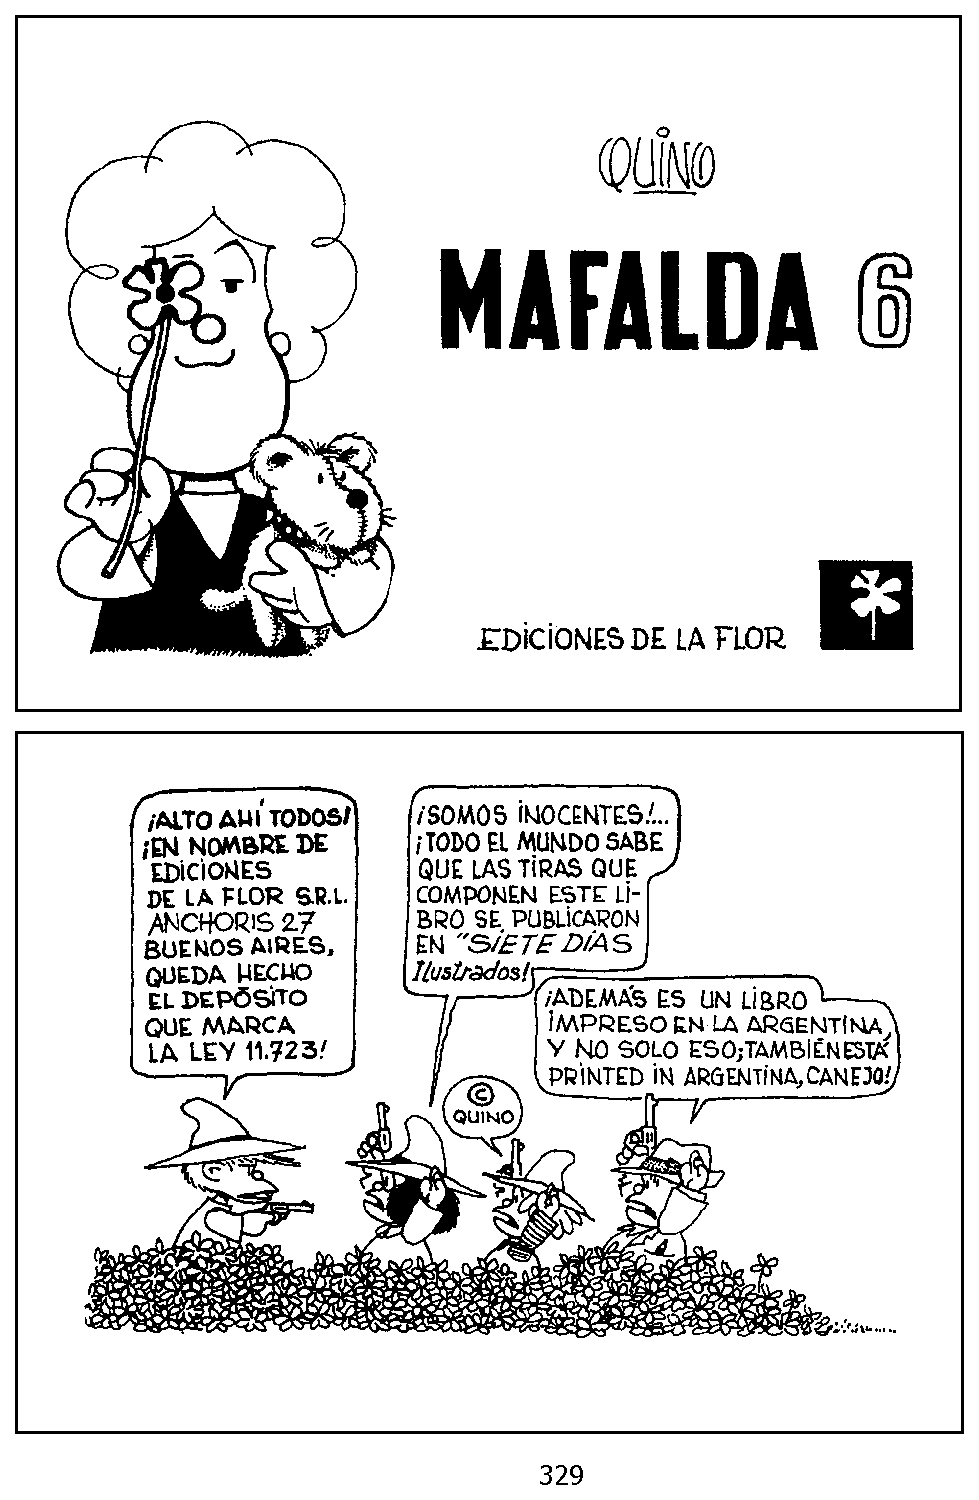 QUINO
MAFALDA 6
EDICIONES DE LA FLOR
¡ALTO AHÍ TODOS!
¡EN NOMBRE DE
EDICIONES
DE LA FLOR S.R.L.
ANCHORIS 27
BUENOS AIRES,
QUEDA HECHO
EL DEPÓSITO
QUE MARCA
LA LEY 11.723!
¡SOMOS INOCENTES!...
¡TODO EL MUNDO SABE
QUE LAS TIRAS QUE
COMPONEN ESTE LI-
BRO SE PUBLICARON
EN "SIETE DÍAS
Ilustrados!
©
QUINO
¡ADEMÁS ES UN LIBRO
IMPRESO EN LA ARGENTINA,
Y NO SOLO ESO; TAMBIÉN ESTÁ
PRINTED IN ARGENTINA, CANEJO!
329